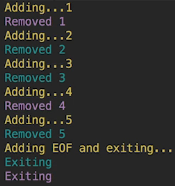 Adding...1
Removed 1
Adding...2
Removed 2
Adding...3
Removed 3
Adding...4
Removed 4
Adding...5
Removed 5
Adding EOF and exiting...
Exiting
Exiting